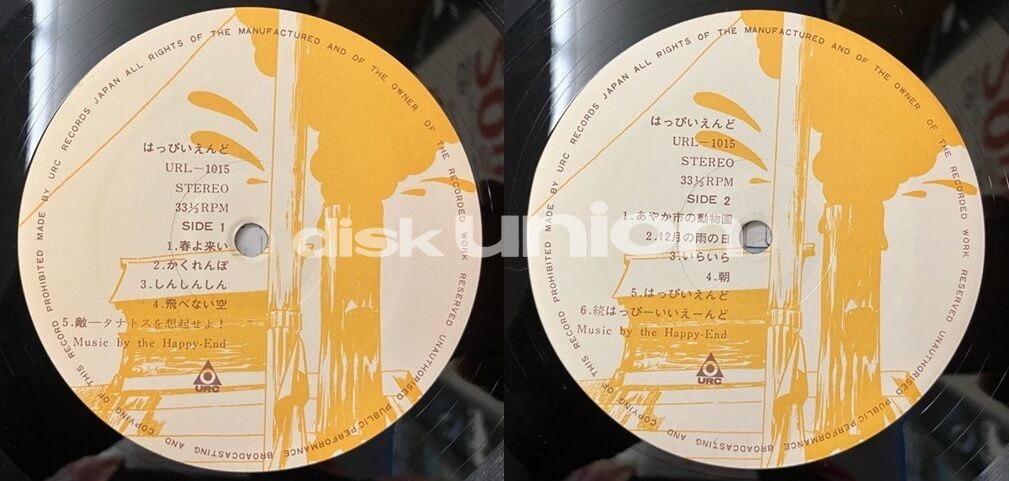 MADE BY URC RECORDS JAPAN ALL RIGHTS OF THE MANUFACTURED AND OF THE OWNER OF THE RECORDED WORK RESERVED UNAUTHORISED PUBLIC PERFORMANCE BROADCASTING AND COPYING OF THIS RECORD PROHIBITED
はっぴいえんど
URL-1015
STEREO
33⅓RPM
SIDE 1
1.春よ来い
2.かくれんぼ
3.しんしんしん
4.飛べない空
5.敵—タナトスを想起せよ!
Music by the Happy-End
URC
MADE BY URC RECORDS JAPAN ALL RIGHTS OF THE MANUFACTURED AND OF THE OWNER OF THE RECORDED WORK RESERVED UNAUTHORISED PUBLIC PERFORMANCE BROADCASTING AND COPYING OF THIS RECORD PROHIBITED
はっぴいえんど
URL-1015
STEREO
33⅓RPM
SIDE 2
1.あやか市の動物園
2.12月の雨の日
3.いらいら
4.朝
5.はっぴいえんど
6.続はっぴーいいえーんど
Music by the Happy-End
URC
disk union